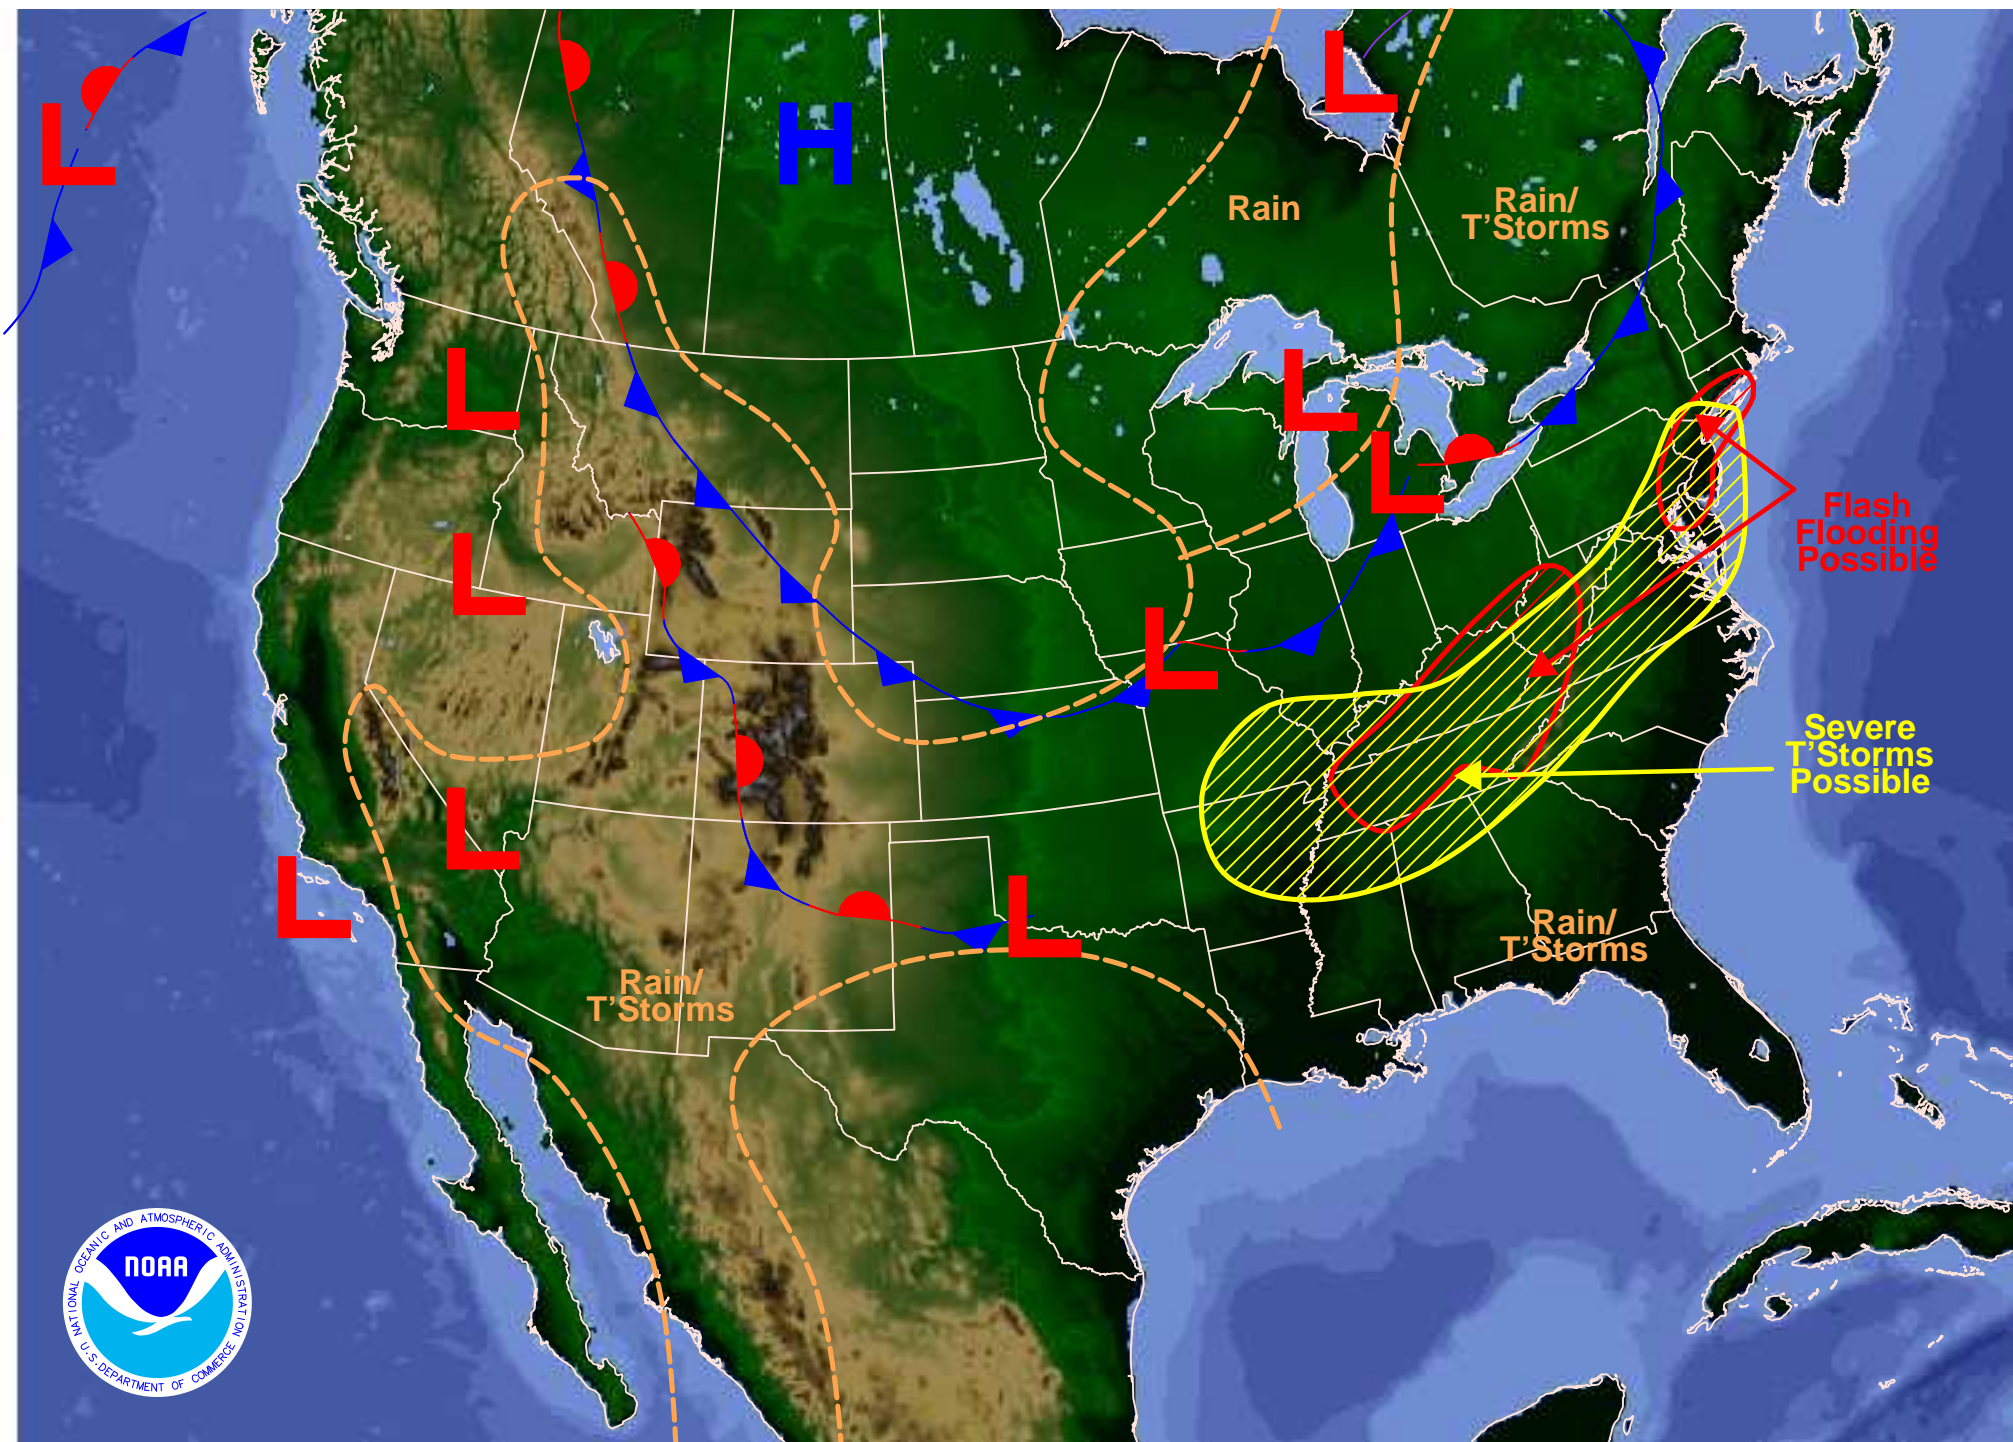 L
H
L
Rain
Rain/
T'Storms
L
L
L
Flash
Flooding
Possible
L
L
Severe
T'Storms
Possible
L
L
L
Rain/
T'Storms
Rain/
T'Storms
NATIONAL OCEANIC AND ATMOSPHERIC ADMINISTRATION
NOAA
U.S. DEPARTMENT OF COMMERCE